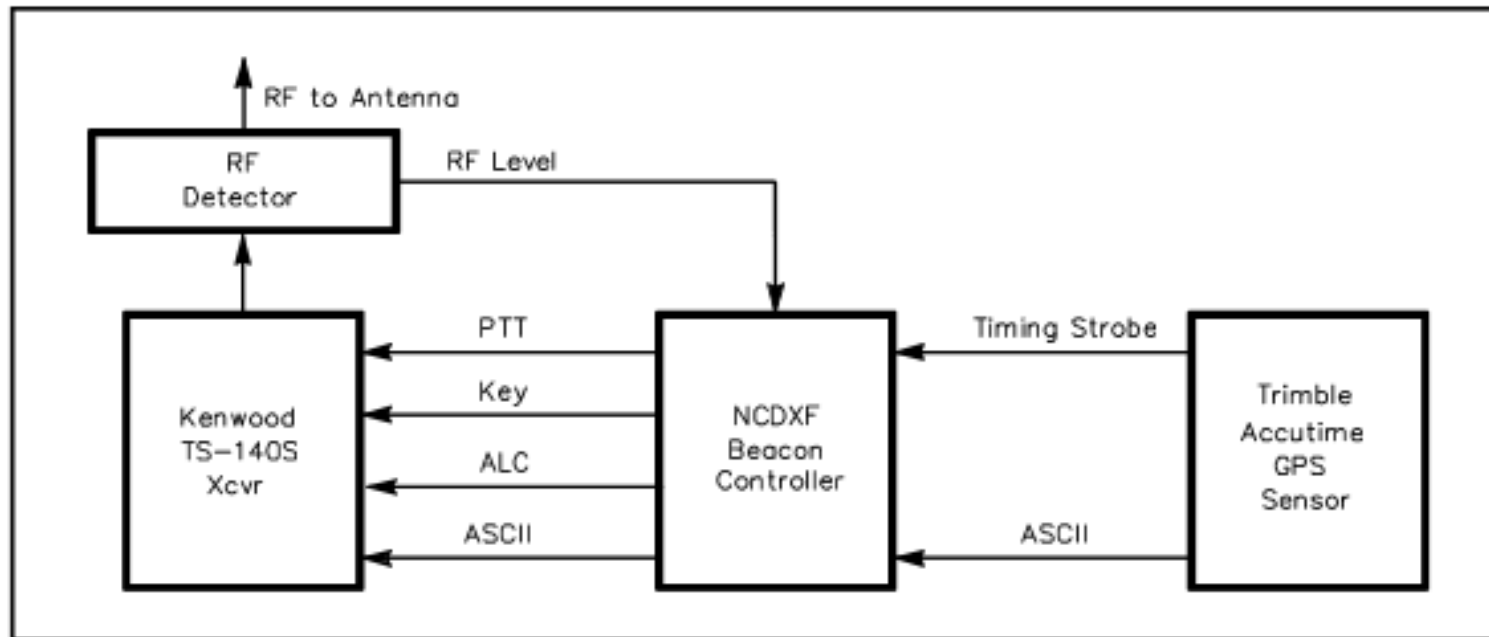 RF to Antenna
RF
Detector
RF Level
Kenwood
TS-140S
Xcvr
PTT
Key
ALC
ASCII
NCDXF
Beacon
Controller
Timing Strobe
ASCII
Trimble
Accutime
GPS
Sensor